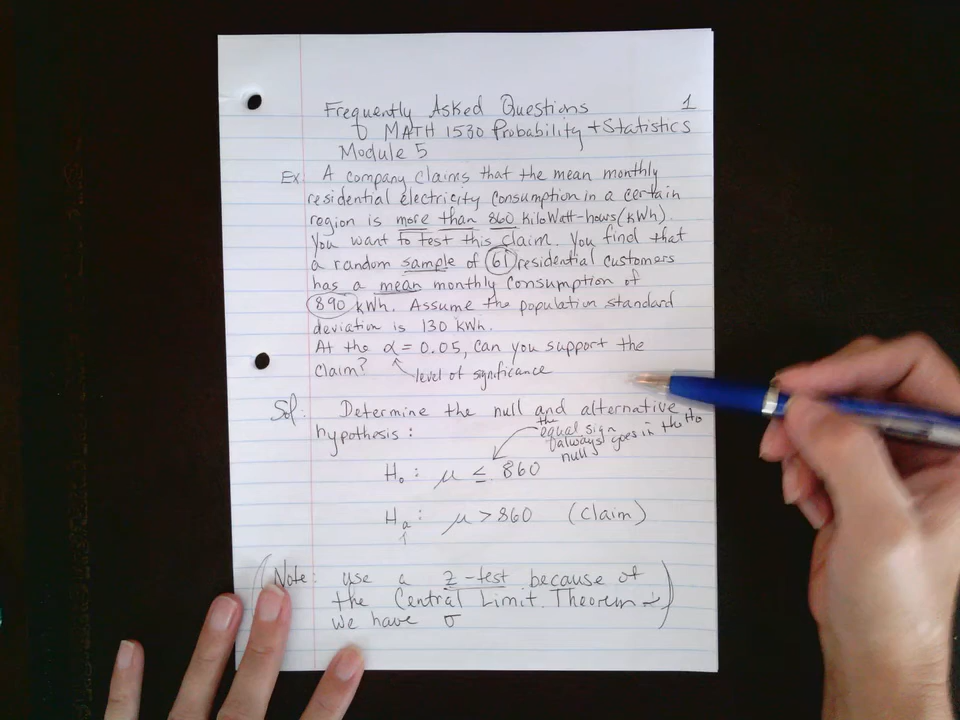 Frequently Asked Questions 1
MATH 1530 Probability + Statistics
Module 5
Ex: A company claims that the mean monthly
residential electricity consumption in a certain
region is more than 860 kiloWatt-hours (kWh).
You want to test this claim. You find that
a random sample of 61 residential customers
has a mean monthly consumption of
890 kWh. Assume the population standard
deviation is 130 kWh.
At the α = 0.05, can you support the
claim? level of significance
Sol: Determine the null and alternative
hypothesis:
the
equal sign
always goes in the H₀
null
H₀: μ ≤ 860
Hₐ: μ > 860 (claim)
(Note: use a z-test because of
the Central Limit Theorem
we have σ)